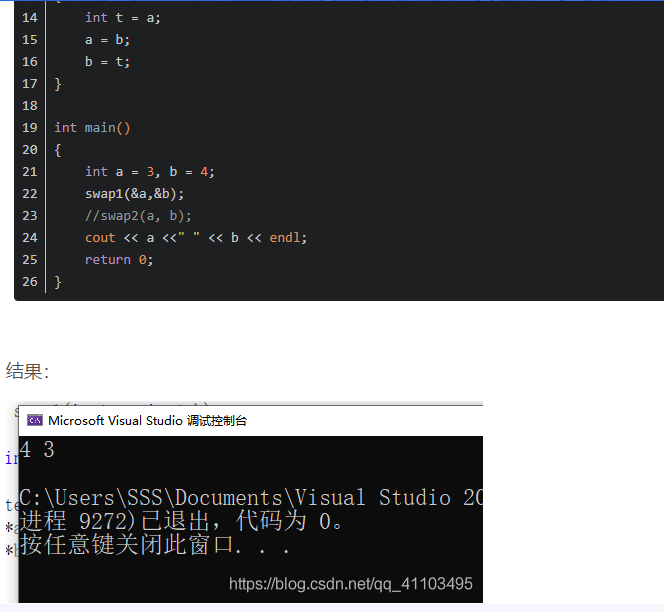 14 int t = a;
15 a = b;
16 b = t;
17 }
18
19 int main()
20 {
21 int a = 3, b = 4;
22 swap1(&a,&b);
23 //swap2(a, b);
24 cout << a <<" " << b << endl;
25 return 0;
26 }
结果：
Microsoft Visual Studio 调试控制台
4 3
C:\Users\SSS\Documents\Visual Studio 20
进程 9272)已退出，代码为 0。
按任意键关闭此窗口. . .
https://blog.csdn.net/qq_41103495